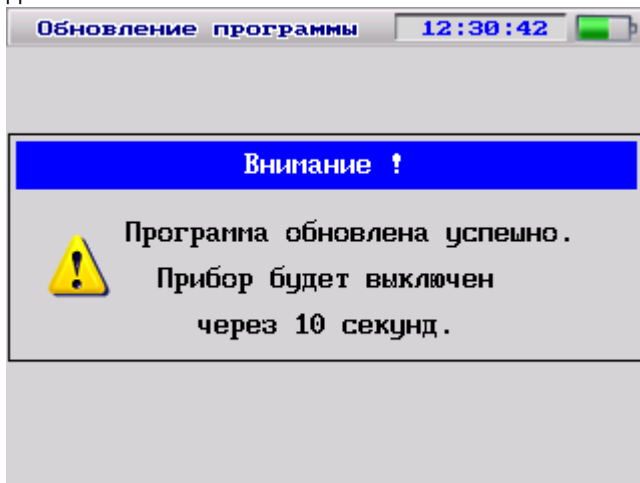 Обновление программы 12:30:42
Внимание !
Программа обновлена успешно.
Прибор будет выключен
через 10 секунд.